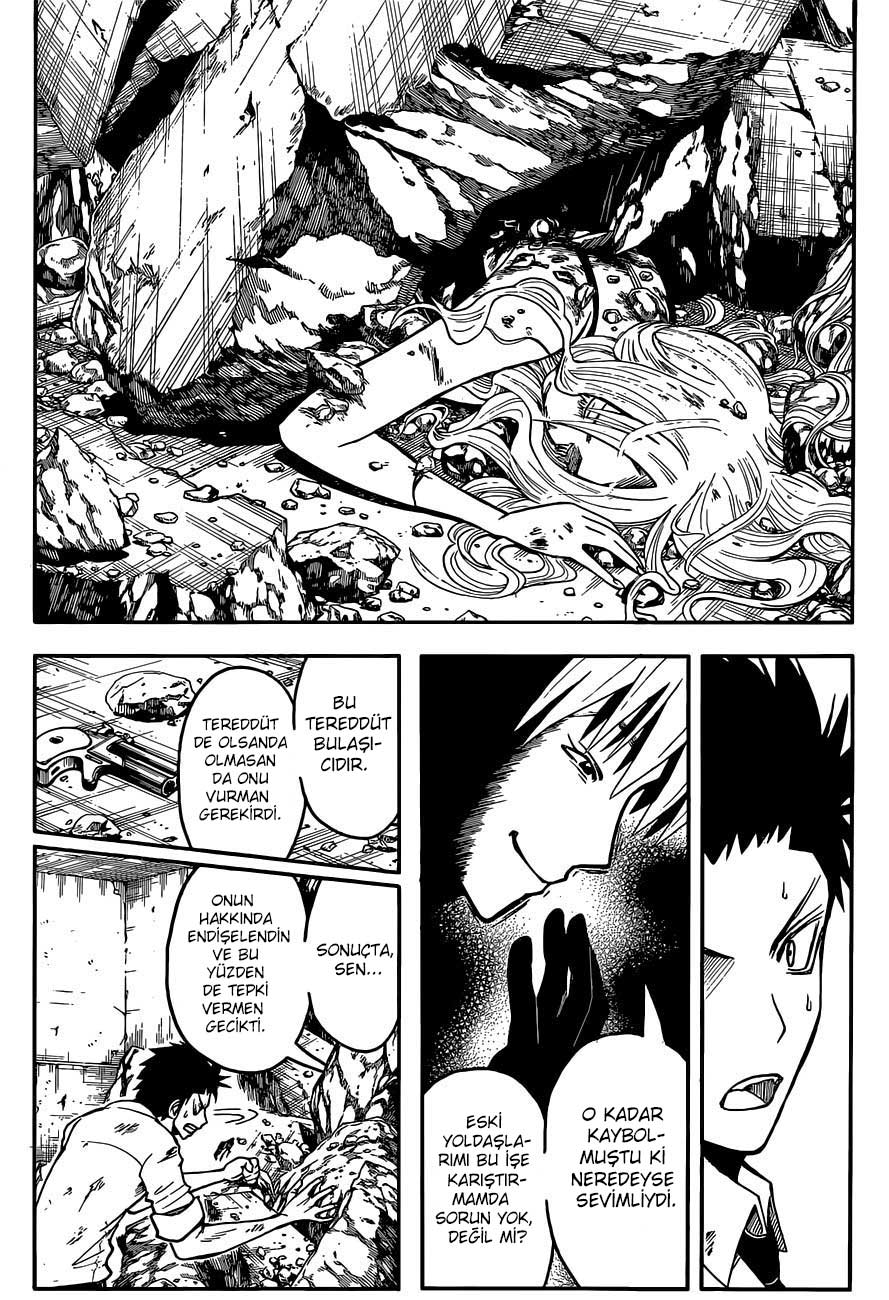 O KADAR
KAYBOL-
MUŞTU Kİ
NEREDEYSE
SEVİMLİYDİ.
ESKİ
YOLDAŞLA-
RIMI BU İŞE
KARIŞTIR-
MAMDA
SORUN YOK,
DEĞİL Mİ?
BU
TEREDDÜT
BULAŞI-
CIDIR.
TEREDDÜT
DE OLSANDA
OLMASAN
DA ONU
VURMAN
GEREKİRDİ.
SONUÇTA,
SEN...
ONUN
HAKKINDA
ENDİŞELENDİN
VE BU
YÜZDEN
DE TEPKİ
VERMEN
GECİKTİ.